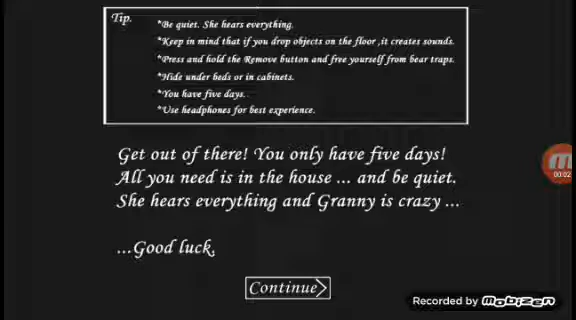 Tip.
*Be quiet. She hears everything.
*Keep in mind that if you drop objects on the floor ,it creates sounds.
*Press and hold the Remove button and free yourself from bear traps.
*Hide under beds or in cabinets.
*You have five days..
*Use headphones for best experience.
Get out of there! You only have five days!
All you need is in the house ... and be quiet.
She hears everything and Granny is crazy ...
...Good luck.
Continue
00:02
Recorded by Mobizen